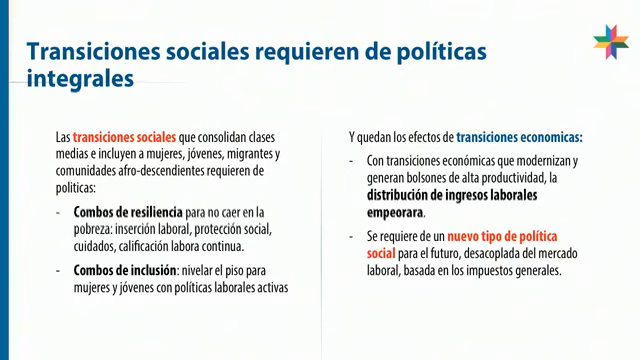 Transiciones sociales requieren de políticas
integrales
Las transiciones sociales que consolidan clases
medias e incluyen a mujeres, jóvenes, migrantes y
comunidades afro-descendientes requieren de
politicas:
- Combos de resiliencia para no caer en la
pobreza: inserción laboral, protección social,
cuidados, calificación labora continua.
- Combos de inclusión: nivelar el piso para
mujeres y jóvenes con políticas laborales activas
Y quedan los efectos de transiciones economicas:
- Con transiciones económicas que modernizan y
generan bolsones de alta productividad, la
distribución de ingresos laborales
empeorara.
- Se requiere de un nuevo tipo de política
social para el futuro, desacoplada del mercado
laboral, basada en los impuestos generales.